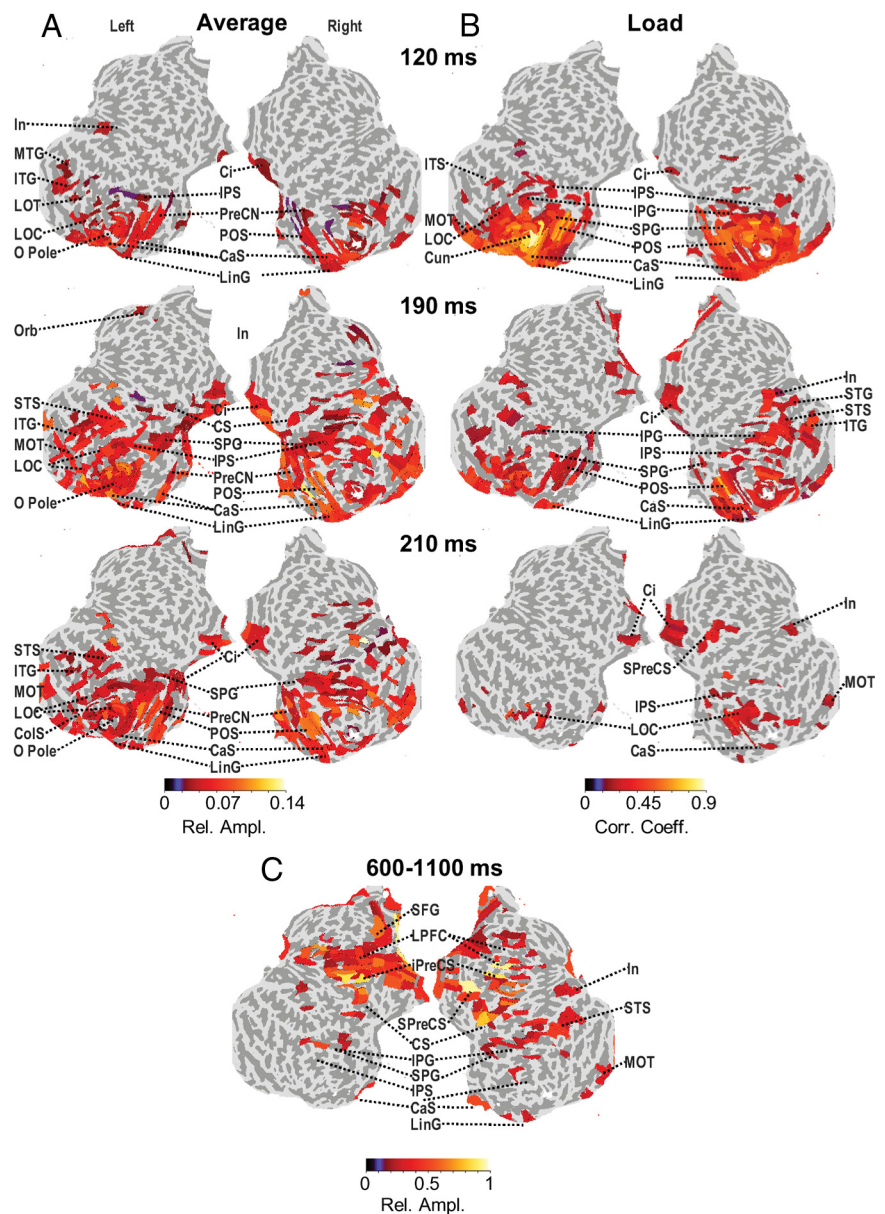 A
Left
Average
Right
120 ms
In
MTG
ITG
LOT
LOC
O Pole
Ci
IPS
PreCN
POS
CaS
LinG
B
Load
ITS
MOT
LOC
Cun
Ci
IPS
IPG
SPG
POS
CaS
LinG
190 ms
Orb
In
STS
ITG
MOT
LOC
O Pole
Ci
CS
SPG
IPS
PreCN
POS
CaS
LinG
Ci
IPG
IPS
SPG
POS
CaS
LinG
In
STG
STS
ITG
210 ms
STS
ITG
MOT
LOC
ColS
O Pole
Ci
SPG
PreCN
POS
CaS
LinG
Ci
SPreCS
IPS
LOC
CaS
In
MOT
0 0.07 0.14
Rel. Ampl.
0 0.45 0.9
Corr. Coeff.
C
600-1100 ms
SFG
LPFC
iPreCS
SPreCS
CS
IPG
SPG
IPS
CaS
LinG
In
STS
MOT
0 0.5 1
Rel. Ampl.